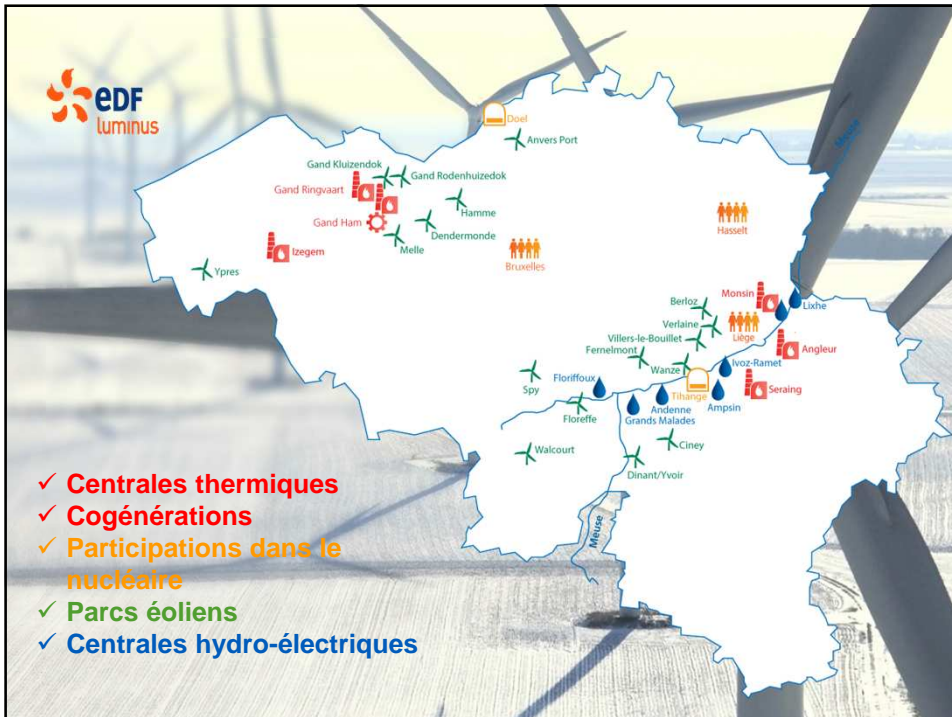 eDF
luminus
Doel
Anvers Port
Meuse
Gand Kluizendok
Gand Rodenhuizedok
Gand Ringvaart
Hamme
Gand Ham
Dendermonde
Melle
Izegem
Bruxelles
Hasselt
Ypres
Monsin
Lixhe
Berloz
Verlaine
Liège
Villers-le-Bouillet
Angleur
Fernelmont
Wanze
Ivoz-Ramet
Spy
Floriffoux
Tihange
Seraing
Andenne
Ampsin
Floreffe
Grands Malades
Ciney
Walcourt
Dinant/Yvoir
Meuse
✓ Centrales thermiques
✓ Cogénérations
✓ Participations dans le
nucléaire
✓ Parcs éoliens
✓ Centrales hydro-électriques